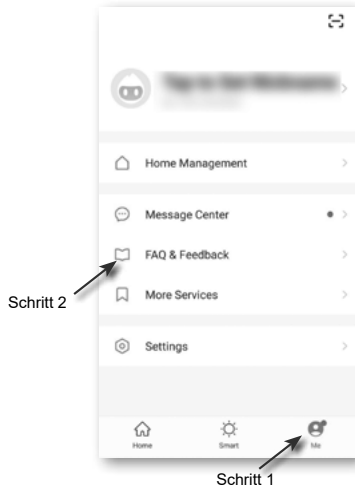 Home Management
Message Center
FAQ & Feedback
Schritt 2
More Services
Settings
Home
Smart
Me
Schritt 1